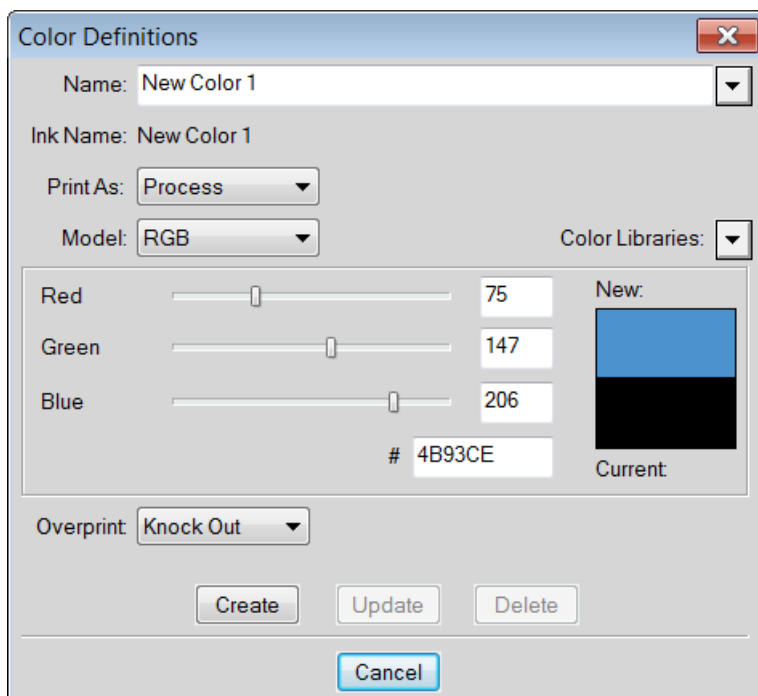 Color Definitions
Name: New Color 1
Ink Name: New Color 1
Print As: Process
Model: RGB Color Libraries:
Red 75 New:
Green 147
Blue 206
# 4B93CE
Current:
Overprint: Knock Out
Create Update Delete
Cancel